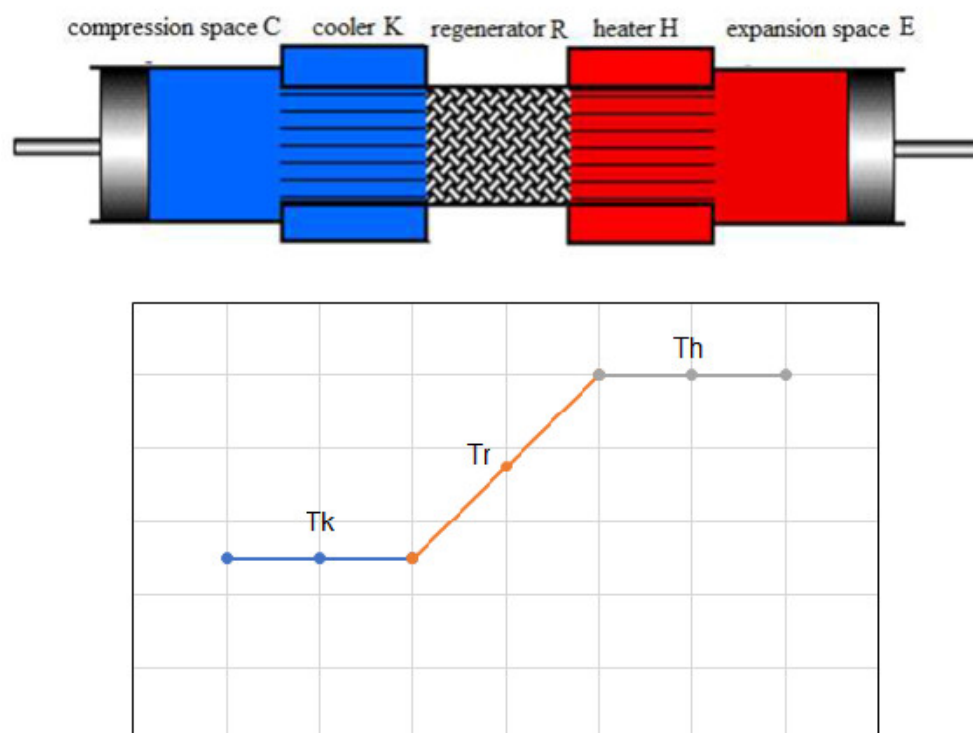 compression space C cooler K regenerator R heater H expansion space E
Th
Tr
Tk